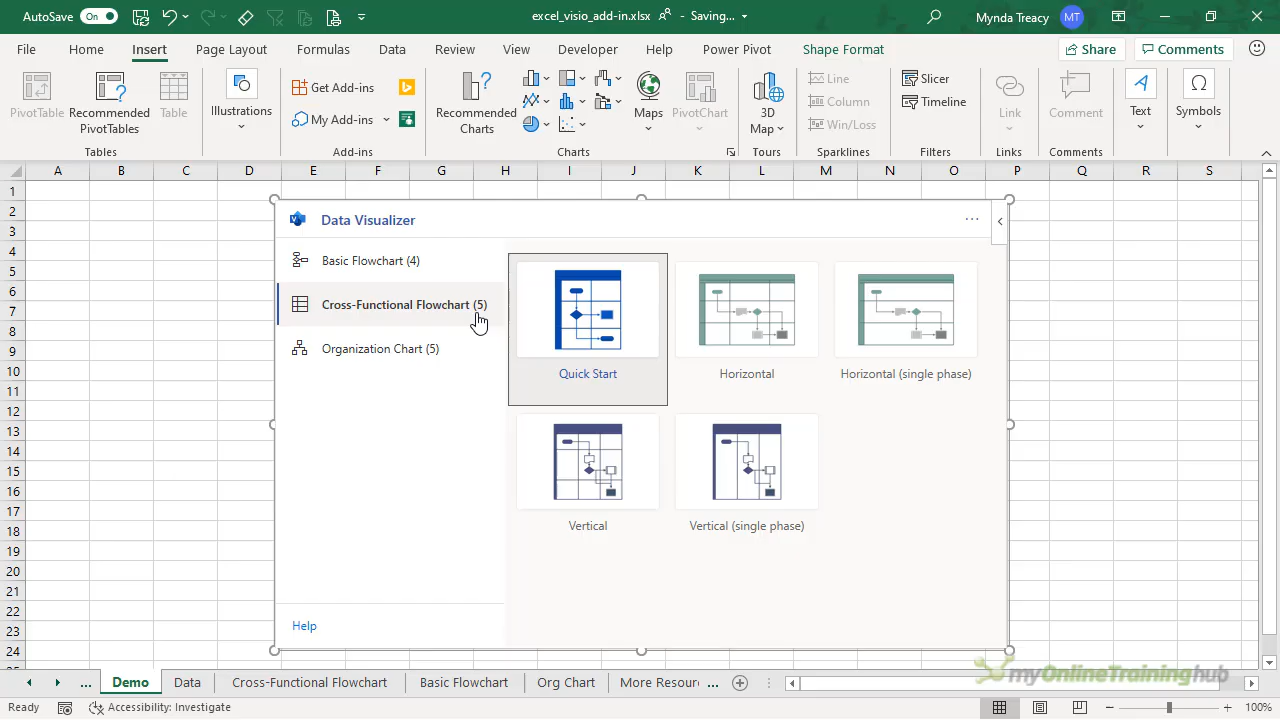 AutoSave On excel_visio_add-in.xlsx - Saving... Mynda Treacy MT
File Home Insert Page Layout Formulas Data Review View Developer Help Power Pivot Shape Format Share Comments
PivotTable Recommended PivotTables Table
Illustrations
Get Add-ins
My Add-ins
Recommended Charts
Maps PivotChart
3D Map
Line
Column
Win/Loss
Slicer
Timeline
Link Comment Text Symbols
Tables Add-ins Charts Tours Sparklines Filters Links Comments
A B C D E F G H I J K L M N O P Q R S
1
2
3
4
5
6
7
8
9
10
11
12
13
14
15
16
17
18
19
20
21
22
23
24
Data Visualizer ...
Basic Flowchart (4)
Cross-Functional Flowchart (5)
Organization Chart (5)
Quick Start Horizontal Horizontal (single phase)
Vertical Vertical (single phase)
Help
myOnlineTrainingHub
... Demo Data Cross-Functional Flowchart Basic Flowchart Org Chart More Resour ...
Ready Accessibility: Investigate 100%